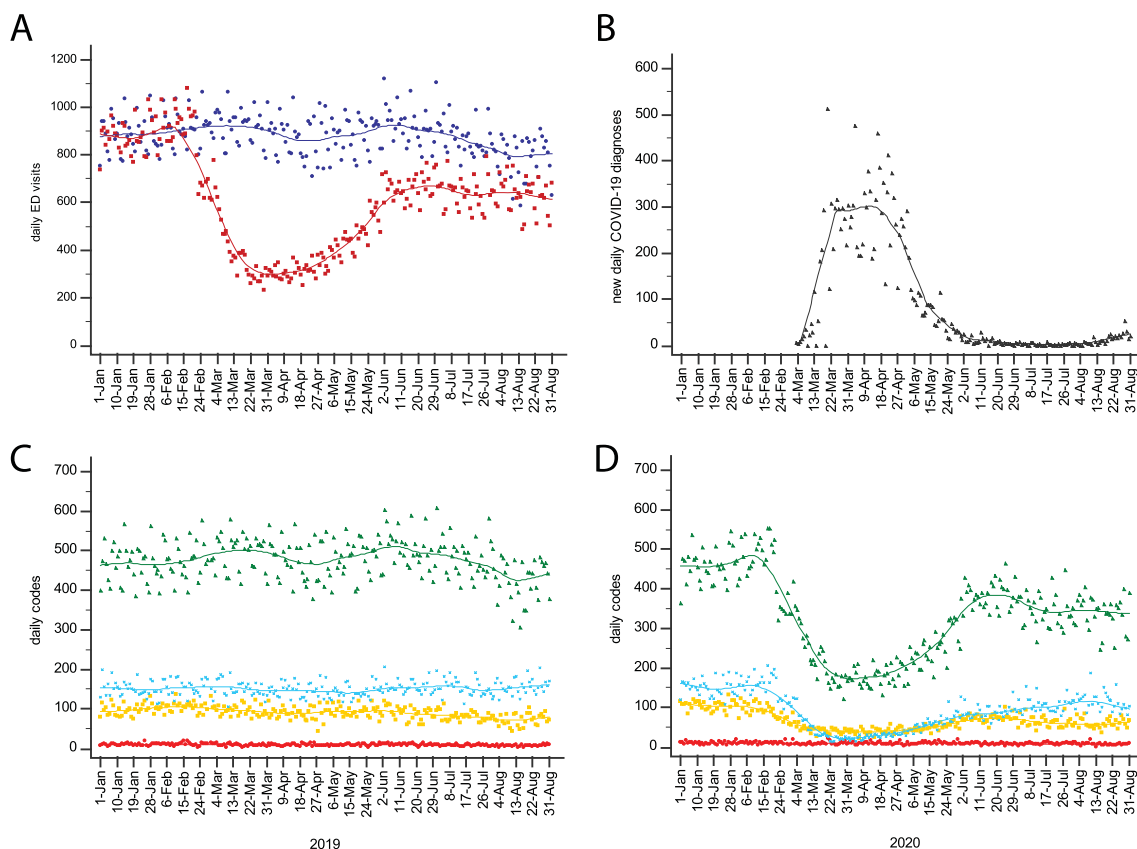 A
daily ED visits
1200
1000
800
600
400
200
0
1-Jan
10-Jan
19-Jan
28-Jan
6-Feb
15-Feb
24-Feb
4-Mar
13-Mar
22-Mar
31-Mar
9-Apr
18-Apr
27-Apr
6-May
15-May
24-May
2-Jun
11-Jun
20-Jun
29-Jun
8-Jul
17-Jul
26-Jul
4-Aug
13-Aug
22-Aug
31-Aug
B
new daily COVID-19 diagnoses
600
500
400
300
200
100
0
1-Jan
10-Jan
19-Jan
28-Jan
6-Feb
15-Feb
24-Feb
4-Mar
13-Mar
22-Mar
31-Mar
9-Apr
18-Apr
27-Apr
6-May
15-May
24-May
2-Jun
11-Jun
20-Jun
29-Jun
8-Jul
17-Jul
26-Jul
4-Aug
13-Aug
22-Aug
31-Aug
C
daily codes
700
600
500
400
300
200
100
0
1-Jan
10-Jan
19-Jan
28-Jan
6-Feb
15-Feb
24-Feb
4-Mar
13-Mar
22-Mar
31-Mar
9-Apr
18-Apr
27-Apr
6-May
15-May
24-May
2-Jun
11-Jun
20-Jun
29-Jun
8-Jul
17-Jul
26-Jul
4-Aug
13-Aug
22-Aug
31-Aug
2019
D
daily codes
700
600
500
400
300
200
100
0
1-Jan
10-Jan
19-Jan
28-Jan
6-Feb
15-Feb
24-Feb
4-Mar
13-Mar
22-Mar
31-Mar
9-Apr
18-Apr
27-Apr
6-May
15-May
24-May
2-Jun
11-Jun
20-Jun
29-Jun
8-Jul
17-Jul
26-Jul
4-Aug
13-Aug
22-Aug
31-Aug
2020